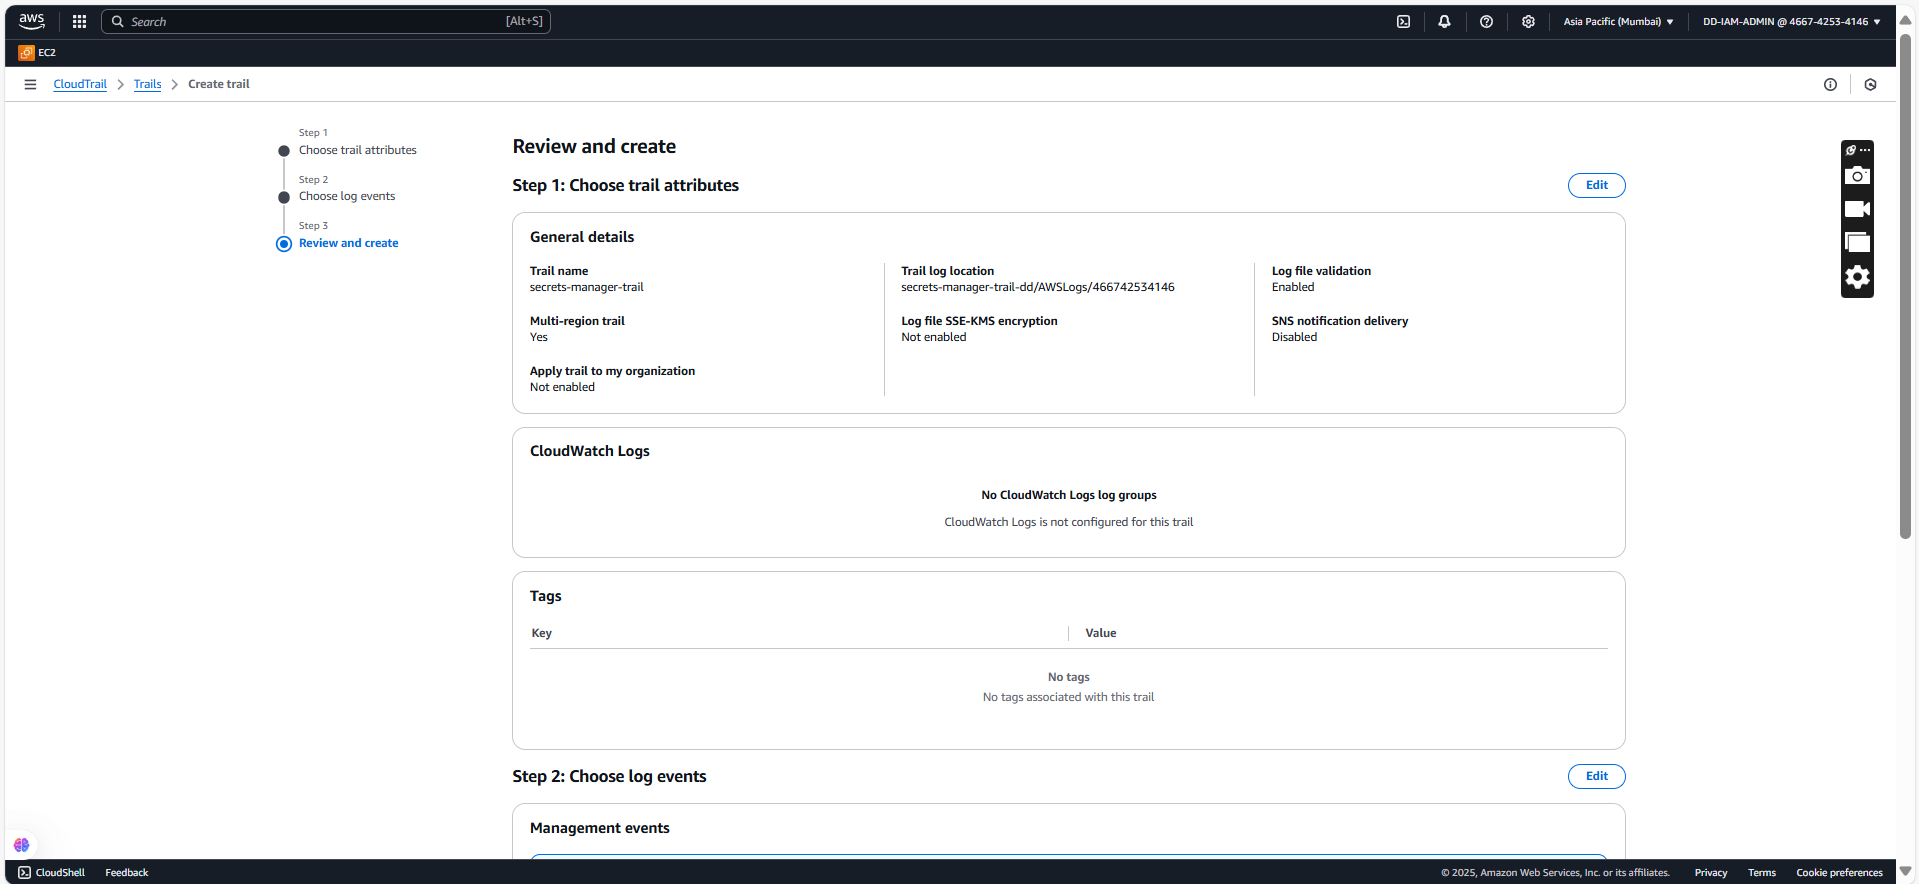 aws
Search
[Alt+S]
Asia Pacific (Mumbai)
DD-IAM-ADMIN @ 4667-4253-4146
EC2
CloudTrail
Trails
Create trail
Step 1
Choose trail attributes
Step 2
Choose log events
Step 3
Review and create
Review and create
Step 1: Choose trail attributes
Edit
General details
Trail name
secrets-manager-trail
Multi-region trail
Yes
Apply trail to my organization
Not enabled
Trail log location
secrets-manager-trail-dd/AWSLogs/466742534146
Log file SSE-KMS encryption
Not enabled
Log file validation
Enabled
SNS notification delivery
Disabled
CloudWatch Logs
No CloudWatch Logs log groups
CloudWatch Logs is not configured for this trail
Tags
Key
Value
No tags
No tags associated with this trail
Step 2: Choose log events
Edit
Management events
CloudShell
Feedback
© 2025, Amazon Web Services, Inc. or its affiliates.
Privacy
Terms
Cookie preferences